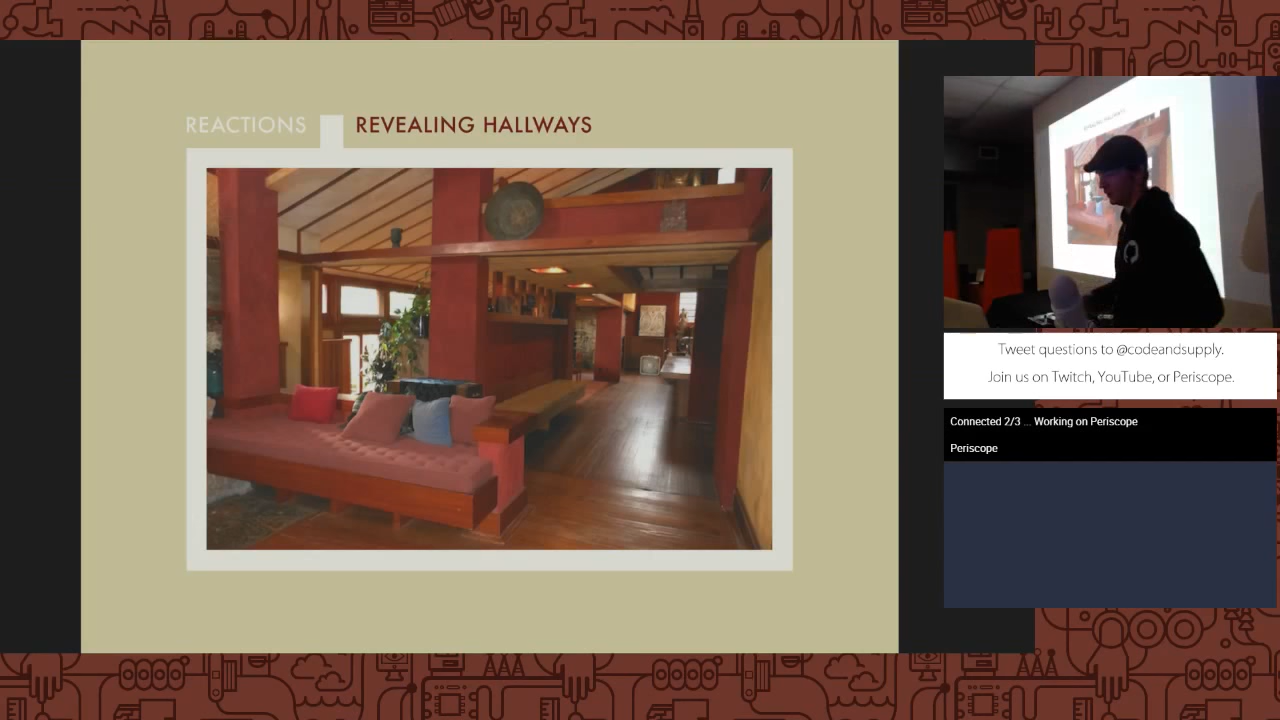 REACTIONS REVEALING HALLWAYS
Tweet questions to @codeandsupply.
Join us on Twitch, YouTube, or Periscope.
Connected 2/3 ... Working on Periscope
Periscope